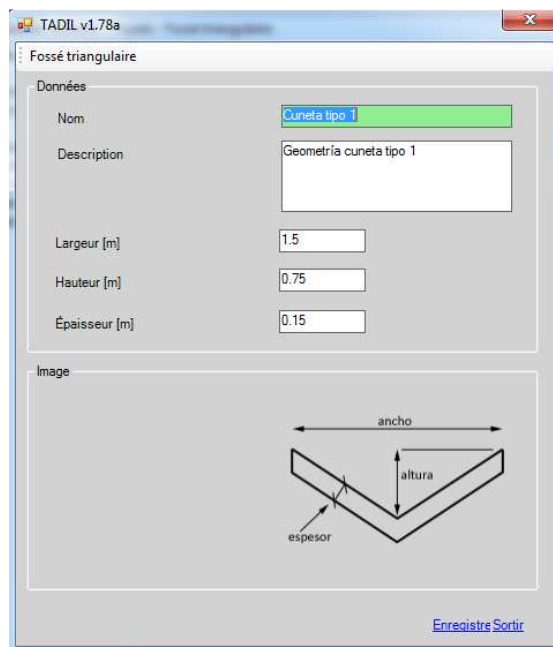 TADIL v1.78a
Fossé triangulaire
Données
Nom
Cuneta tipo 1
Description
Geometría cuneta tipo 1
Largeur [m]
1.5
Hauteur [m]
0.75
Épaisseur [m]
0.15
Image
ancho
altura
espesor
Enregistre Sortir